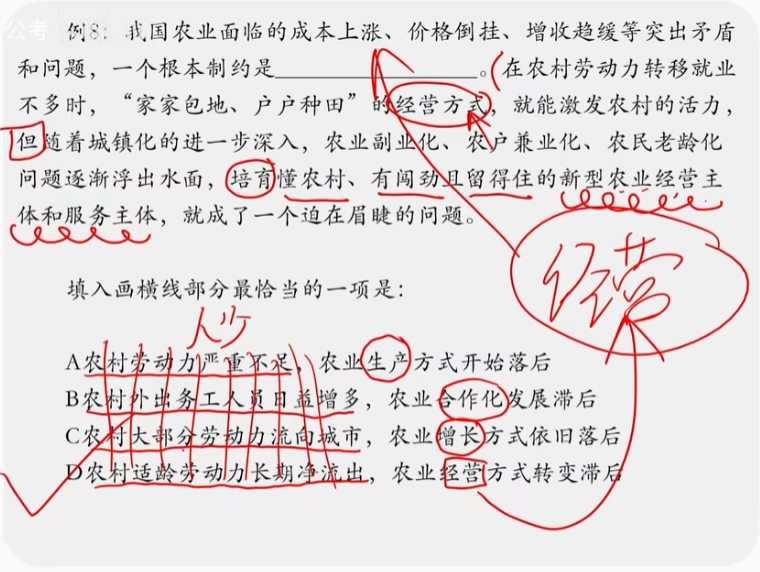 公考
例8：我国农业面临的成本上涨、价格倒挂、增收趋缓等突出矛盾
和问题，一个根本制约是____________________。在农村劳动力转移就业
不多时，“家家包地、户户种田”的经营方式，就能激发农村的活力，
但随着城镇化的进一步深入，农业副业化、农户兼业化、农民老龄化
问题逐渐浮出水面，培育懂农村、有闯劲且留得住的新型农业经营主
体和服务主体，就成了一个迫在眉睫的问题。
经营
填入画横线部分最恰当的一项是：
人少
A农村劳动力严重不足，农业生产方式开始落后
B农村外出务工人员日益增多，农业合作化发展滞后
C农村大部分劳动力流向城市，农业增长方式依旧落后
D农村适龄劳动力长期净流出，农业经营方式转变滞后